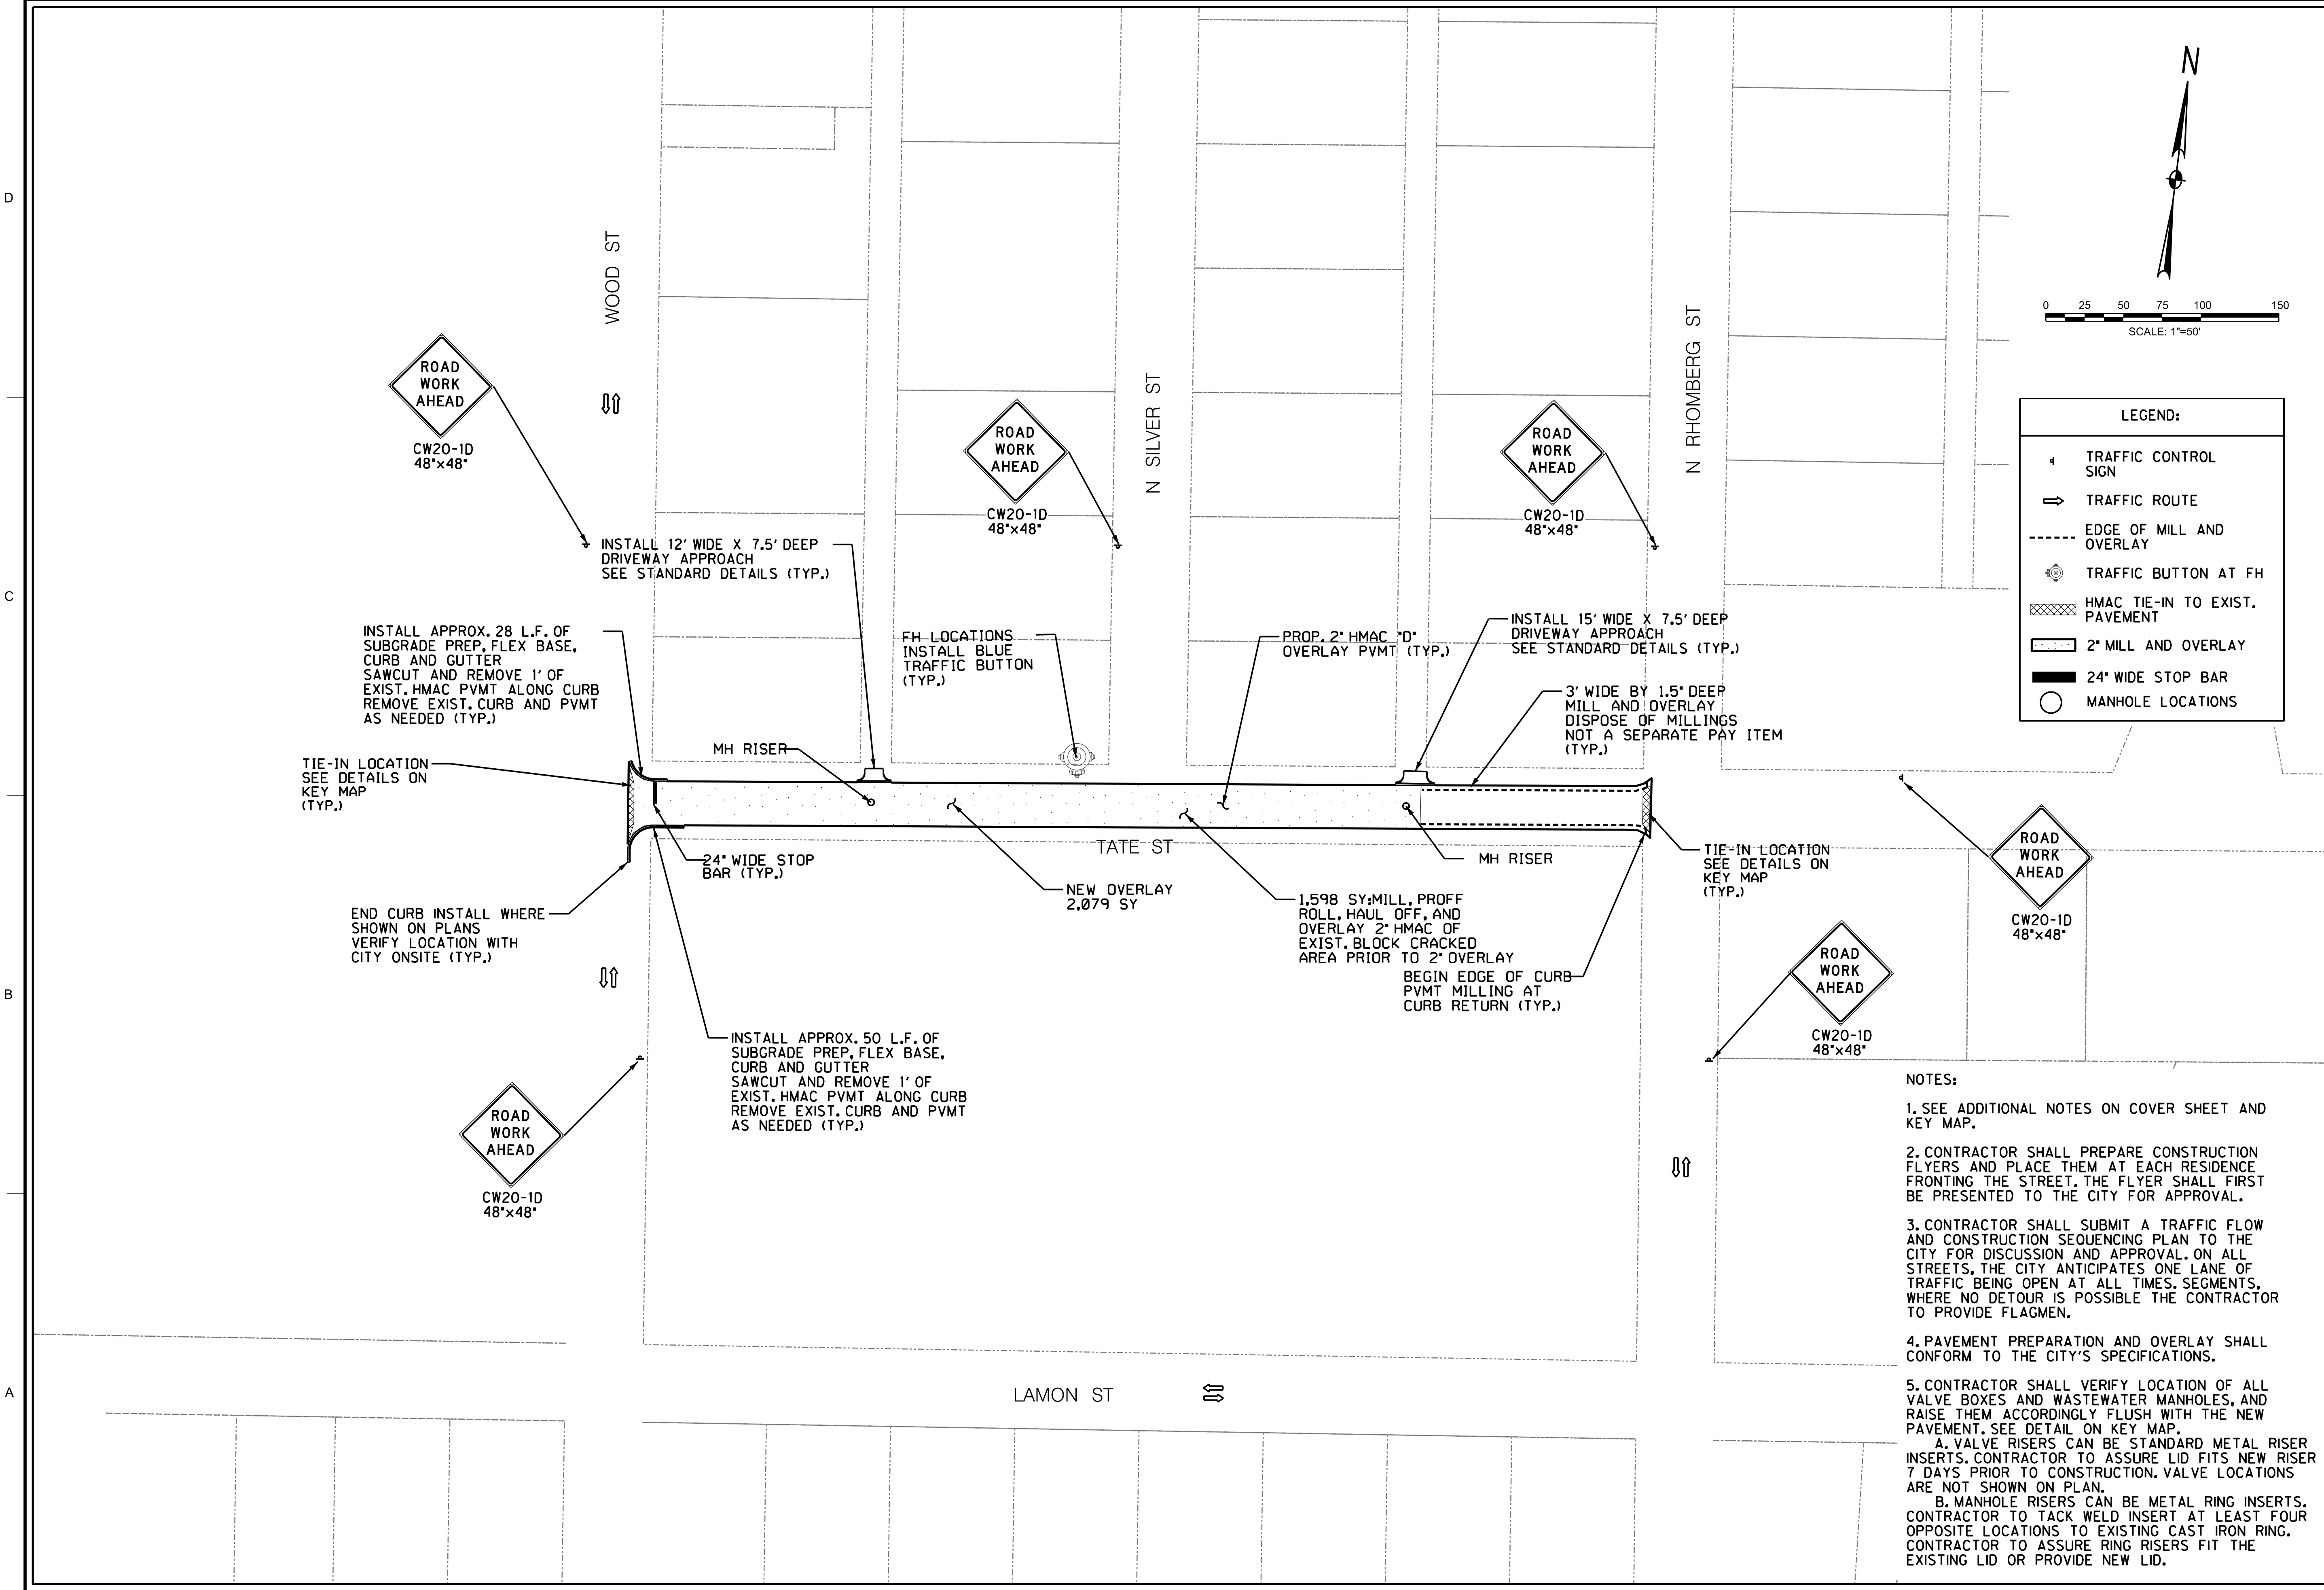 D
C
B
A
N
0 25 50 75 100 150
SCALE: 1"=50'
WOOD ST
N SILVER ST
N RHOMBERG ST
ROAD
WORK
AHEAD
CW20-1D
48"x48"
ROAD
WORK
AHEAD
CW20-1D
48"x48"
ROAD
WORK
AHEAD
CW20-1D
48"x48"
LEGEND:
TRAFFIC CONTROL
SIGN
TRAFFIC ROUTE
EDGE OF MILL AND
OVERLAY
TRAFFIC BUTTON AT FH
HMAC TIE-IN TO EXIST.
PAVEMENT
2" MILL AND OVERLAY
24" WIDE STOP BAR
MANHOLE LOCATIONS
INSTALL 12' WIDE X 7.5' DEEP
DRIVEWAY APPROACH
SEE STANDARD DETAILS (TYP.)
INSTALL APPROX. 28 L.F. OF
SUBGRADE PREP, FLEX BASE,
CURB AND GUTTER
SAWCUT AND REMOVE 1' OF
EXIST. HMAC PVMT ALONG CURB
REMOVE EXIST. CURB AND PVMT
AS NEEDED (TYP.)
FH LOCATIONS
INSTALL BLUE
TRAFFIC BUTTON
(TYP.)
PROP. 2" HMAC "D"
OVERLAY PVMT (TYP.)
INSTALL 15' WIDE X 7.5' DEEP
DRIVEWAY APPROACH
SEE STANDARD DETAILS (TYP.)
3' WIDE BY 1.5" DEEP
MILL AND OVERLAY
DISPOSE OF MILLINGS
NOT A SEPARATE PAY ITEM
(TYP.)
MH RISER
TIE-IN LOCATION
SEE DETAILS ON
KEY MAP
(TYP.)
TATE ST
24" WIDE STOP
BAR (TYP.)
NEW OVERLAY
2,079 SY
MH RISER
1,598 SY:MILL, PROFF
ROLL, HAUL OFF, AND
OVERLAY 2" HMAC OF
EXIST. BLOCK CRACKED
AREA PRIOR TO 2" OVERLAY
TIE-IN LOCATION
SEE DETAILS ON
KEY MAP
(TYP.)
ROAD
WORK
AHEAD
CW20-1D
48"x48"
END CURB INSTALL WHERE
SHOWN ON PLANS
VERIFY LOCATION WITH
CITY ONSITE (TYP.)
BEGIN EDGE OF CURB
PVMT MILLING AT
CURB RETURN (TYP.)
ROAD
WORK
AHEAD
CW20-1D
48"x48"
INSTALL APPROX. 50 L.F. OF
SUBGRADE PREP, FLEX BASE,
CURB AND GUTTER
SAWCUT AND REMOVE 1' OF
EXIST. HMAC PVMT ALONG CURB
REMOVE EXIST. CURB AND PVMT
AS NEEDED (TYP.)
ROAD
WORK
AHEAD
CW20-1D
48"x48"
LAMON ST
NOTES:
1. SEE ADDITIONAL NOTES ON COVER SHEET AND
KEY MAP.
2. CONTRACTOR SHALL PREPARE CONSTRUCTION
FLYERS AND PLACE THEM AT EACH RESIDENCE
FRONTING THE STREET. THE FLYER SHALL FIRST
BE PRESENTED TO THE CITY FOR APPROVAL.
3. CONTRACTOR SHALL SUBMIT A TRAFFIC FLOW
AND CONSTRUCTION SEQUENCING PLAN TO THE
CITY FOR DISCUSSION AND APPROVAL. ON ALL
STREETS, THE CITY ANTICIPATES ONE LANE OF
TRAFFIC BEING OPEN AT ALL TIMES. SEGMENTS,
WHERE NO DETOUR IS POSSIBLE THE CONTRACTOR
TO PROVIDE FLAGMEN.
4. PAVEMENT PREPARATION AND OVERLAY SHALL
CONFORM TO THE CITY'S SPECIFICATIONS.
5. CONTRACTOR SHALL VERIFY LOCATION OF ALL
VALVE BOXES AND WASTEWATER MANHOLES, AND
RAISE THEM ACCORDINGLY FLUSH WITH THE NEW
PAVEMENT. SEE DETAIL ON KEY MAP.
A. VALVE RISERS CAN BE STANDARD METAL RISER
INSERTS. CONTRACTOR TO ASSURE LID FITS NEW RISER
7 DAYS PRIOR TO CONSTRUCTION. VALVE LOCATIONS
ARE NOT SHOWN ON PLAN.
B. MANHOLE RISERS CAN BE METAL RING INSERTS.
CONTRACTOR TO TACK WELD INSERT AT LEAST FOUR
OPPOSITE LOCATIONS TO EXISTING CAST IRON RING.
CONTRACTOR TO ASSURE RING RISERS FIT THE
EXISTING LID OR PROVIDE NEW LID.